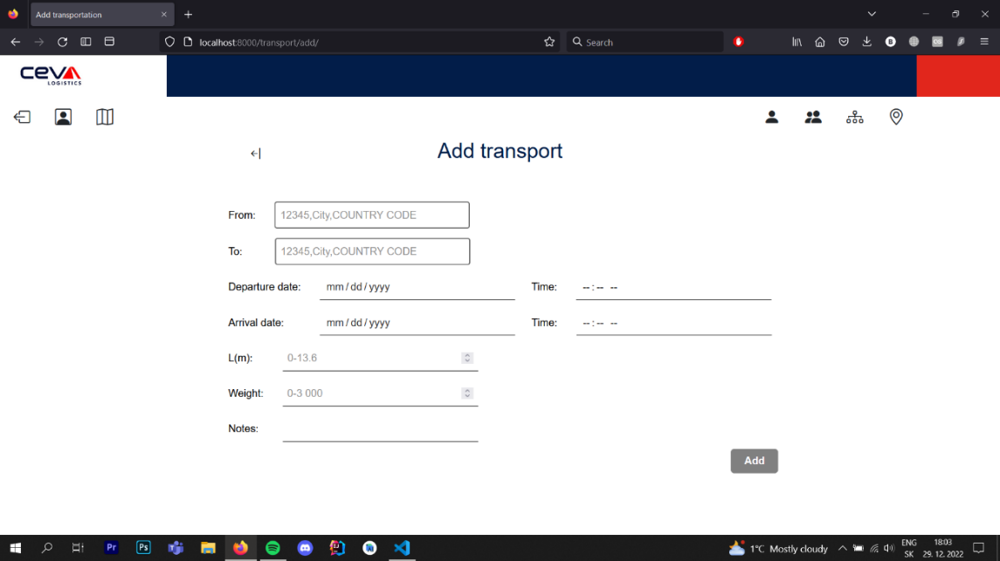 Add transportation
localhost:8000/transport/add/
Search
CEVA
LOGISTICS
Add transport
From: 12345,City,COUNTRY CODE
To: 12345,City,COUNTRY CODE
Departure date: mm / dd / yyyy Time: --:-- --
Arrival date: mm / dd / yyyy Time: --:-- --
L(m): 0-13.6
Weight: 0-3 000
Notes:
Add
Pr Ps
1°C Mostly cloudy
ENG 18:03
SK 29. 12. 2022